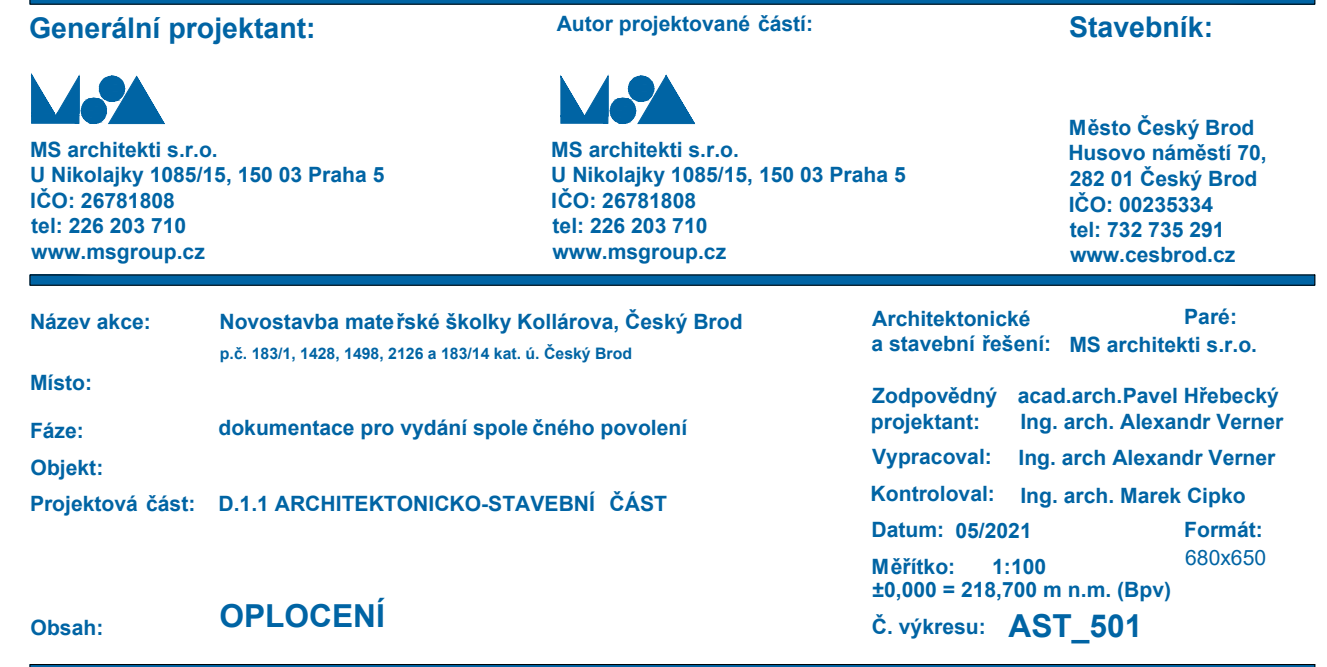 Generální projektant:
MS architekti s.r.o.
U Nikolajky 1085/15, 150 03 Praha 5
IČO: 26781808
tel: 226 203 710
www.msgroup.cz
Autor projektované částí:
MS architekti s.r.o.
U Nikolajky 1085/15, 150 03 Praha 5
IČO: 26781808
tel: 226 203 710
www.msgroup.cz
Stavebník:
Město Český Brod
Husovo náměstí 70,
282 01 Český Brod
IČO: 00235334
tel: 732 735 291
www.cesbrod.cz
Název akce: Novostavba mateřské školky Kollárova, Český Brod
p.č. 183/1, 1428, 1498, 2126 a 183/14 kat. ú. Český Brod
Místo:
Fáze: dokumentace pro vydání společného povolení
Objekt:
Projektová část: D.1.1 ARCHITEKTONICKO-STAVEBNÍ ČÁST
Obsah: OPLOCENÍ
Architektonické Paré:
a stavební řešení: MS architekti s.r.o.
Zodpovědný acad.arch.Pavel Hřebecký
projektant: Ing. arch. Alexandr Verner
Vypracoval: Ing. arch Alexandr Verner
Kontroloval: Ing. arch. Marek Cipko
Datum: 05/2021 Formát:
680x650
Měřítko: 1:100
±0,000 = 218,700 m n.m. (Bpv)
Č. výkresu: AST_501